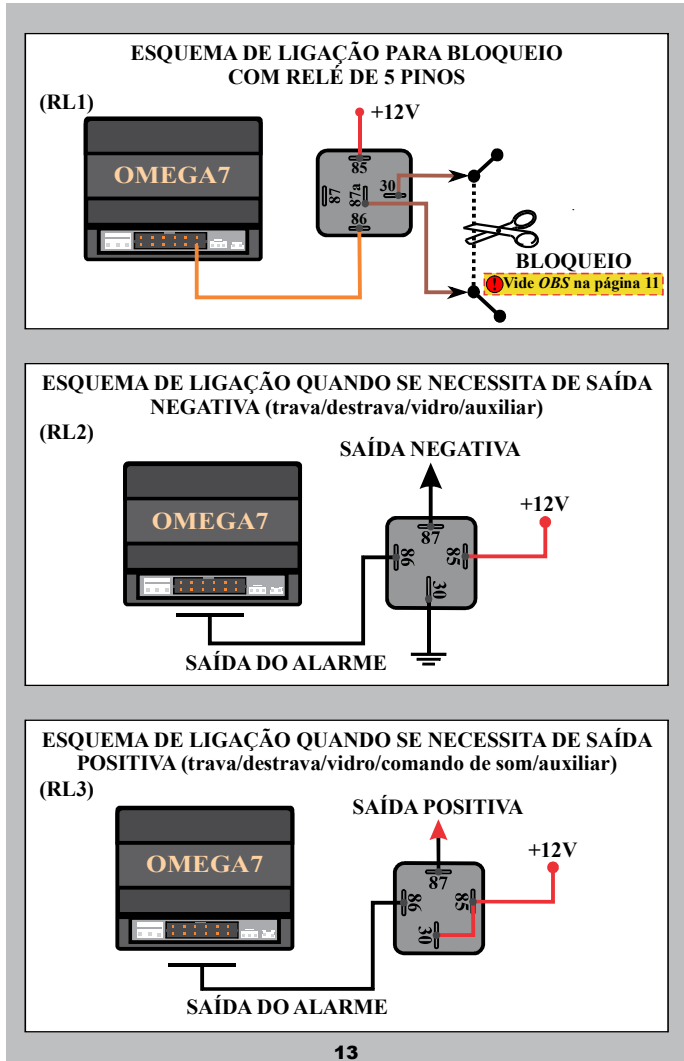 ESQUEMA DE LIGAÇÃO PARA BLOQUEIO
COM RELÉ DE 5 PINOS
(RL1)
+12V
OMEGA7
85
87
87a
30
86
BLOQUEIO
! Vide OBS na página 11
ESQUEMA DE LIGAÇÃO QUANDO SE NECESSITA DE SAÍDA
NEGATIVA (trava/destrava/vidro/auxiliar)
(RL2)
SAÍDA NEGATIVA
+12V
OMEGA7
87
86
85
30
SAÍDA DO ALARME
ESQUEMA DE LIGAÇÃO QUANDO SE NECESSITA DE SAÍDA
POSITIVA (trava/destrava/vidro/comando de som/auxiliar)
(RL3)
SAÍDA POSITIVA
+12V
OMEGA7
87
86
85
30
SAÍDA DO ALARME
13